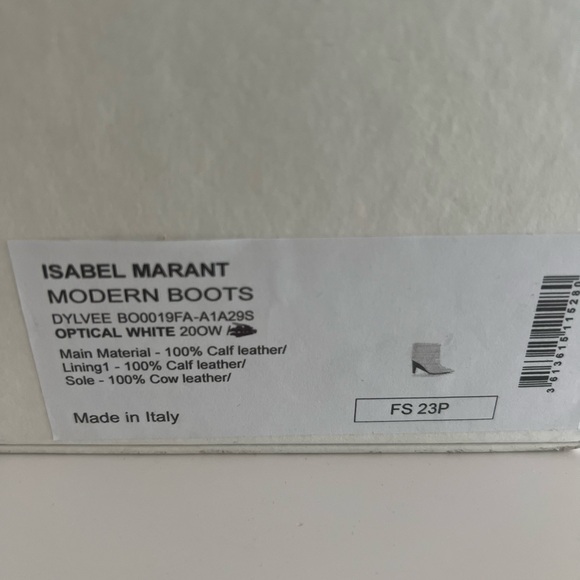 ISABEL MARANT
MODERN BOOTS
DYLVEE BO0019FA-A1A29S
OPTICAL WHITE 20OW /
Main Material - 100% Calf leather/
Lining1 - 100% Calf leather/
Sole - 100% Cow leather/
Made in Italy
FS 23P
3613615115280